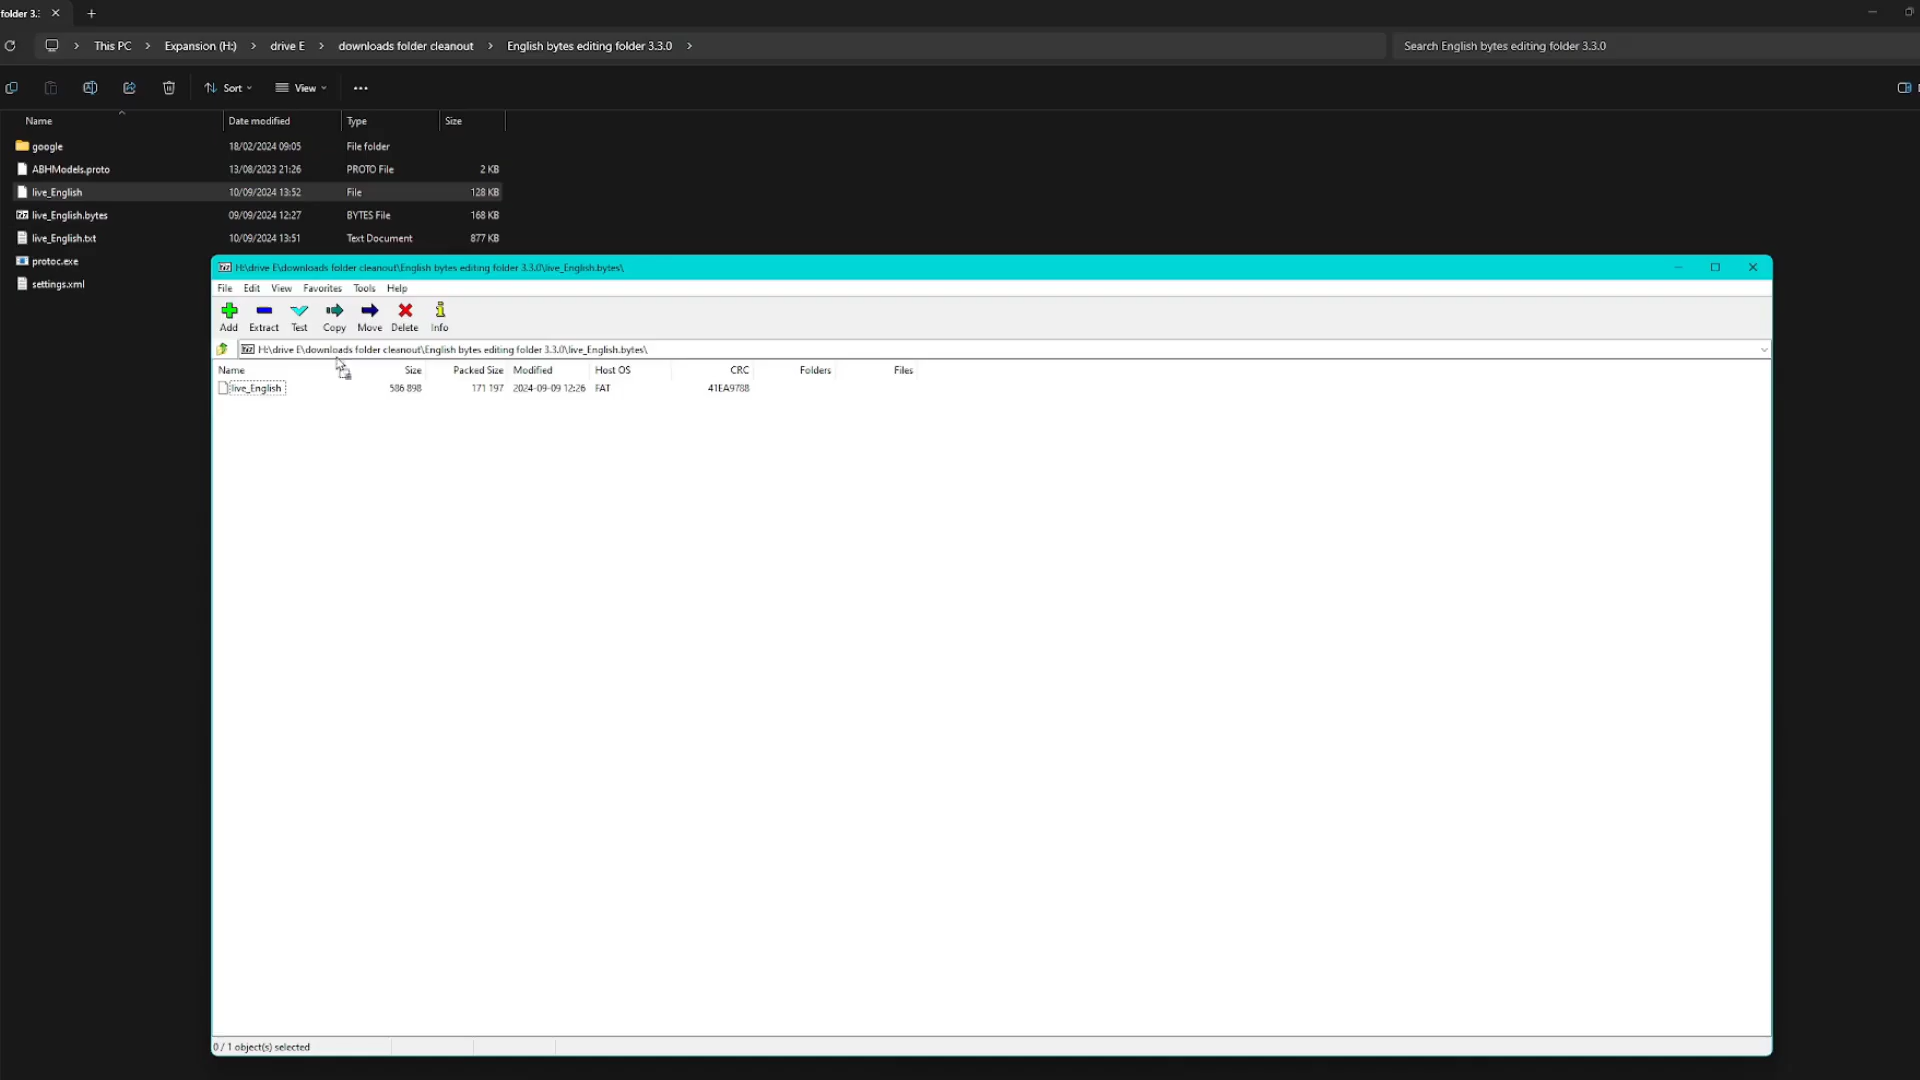 folder 3.:
This PC > Expansion (H:) > drive E > downloads folder cleanout > English bytes editing folder 3.3.0 >
Search English bytes editing folder 3.3.0
Sort
View
Name Date modified Type Size
google 18/02/2024 09:05 File folder
ABHModels.proto 13/08/2023 21:26 PROTO File 2 KB
live_English 10/09/2024 13:52 File 128 KB
live_English.bytes 09/09/2024 12:27 BYTES File 168 KB
live_English.txt 10/09/2024 13:51 Text Document 877 KB
protoc.exe
settings.xml
H:\drive E\downloads folder cleanout\English bytes editing folder 3.3.0\live_English.bytes\
File Edit View Favorites Tools Help
Add Extract Test Copy Move Delete Info
H:\drive E\downloads folder cleanout\English bytes editing folder 3.3.0\live_English.bytes\
Name Size Packed Size Modified Host OS CRC Folders Files
live_English 586 898 171 197 2024-09-09 12:26 FAT 41EA9788
0 / 1 object(s) selected